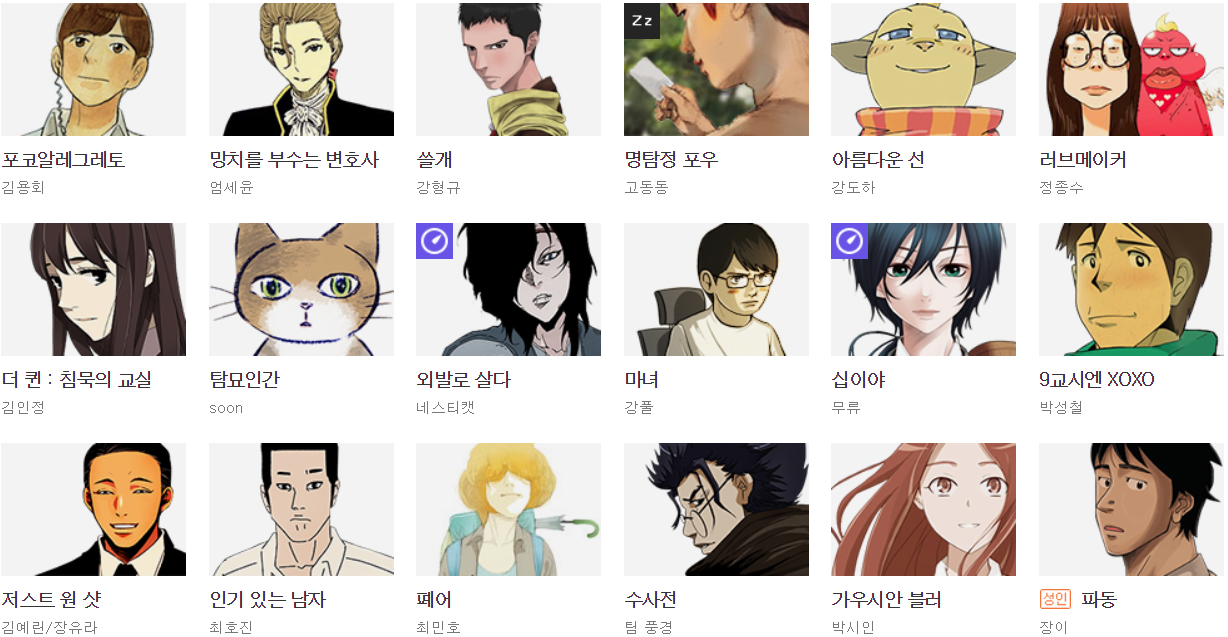 Zz
포코알레그레토
김용회
망치를 부수는 변호사
엄세윤
쓸개
강형규
명탐정 포우
고동동
아름다운 선
강도하
러브메이커
정종수
더 퀸 : 침묵의 교실
김인정
탐묘인간
soon
외발로 살다
네스티캣
마녀
강풀
십이야
무류
9교시엔 XOXO
박성철
저스트 원 샷
김예린/장유라
인기 있는 남자
최호진
페어
최민호
수사전
팀 풍경
가우시안 블러
박시인
성인 파동
장이